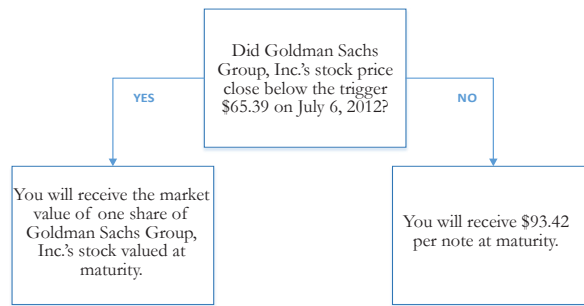 Did Goldman Sachs
Group, Inc.'s stock price
close below the trigger
$65.39 on July 6, 2012?
YES
NO
You will receive the market
value of one share of
Goldman Sachs Group,
Inc.'s stock valued at
maturity.
You will receive $93.42
per note at maturity.